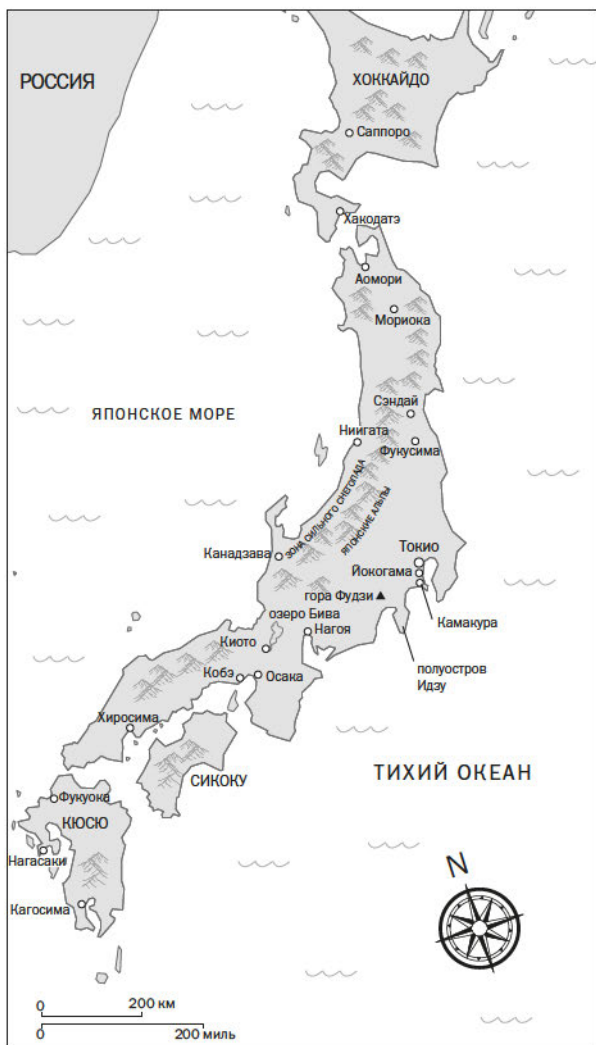 РОССИЯ
ХОККАЙДО
Саппоро
Хакодатэ
Аомори
Мориока
Сэндай
ЯПОНСКОЕ МОРЕ
Ниигата
Фукусима
ЗОНА СИЛЬНОГО СНЕГОПАДА
ЯПОНСКИЕ АЛЬПЫ
Канадзава
Токио
Йокогама
гора Фудзи
Камакура
озеро Бива
Нагоя
Киото
полуостров
Идзу
Кобэ
Осака
Хиросима
СИКОКУ
ТИХИЙ ОКЕАН
Фукуока
КЮСЮ
Нагасаки
N
Кагосима
0
200 км
0
200 миль